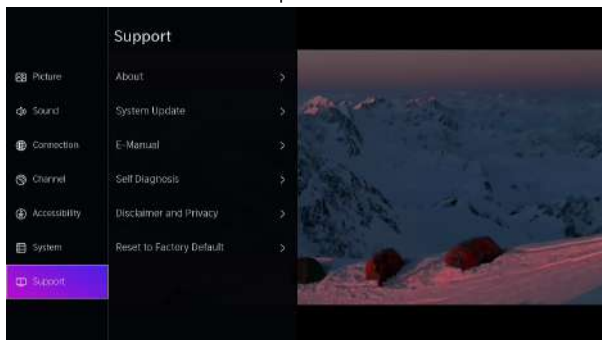 Support
Picture
Sound
Connection
Channel
Accessibility
System
Support
About
System Update
E-Manual
Self Diagnosis
Disclaimer and Privacy
Reset to Factory Default